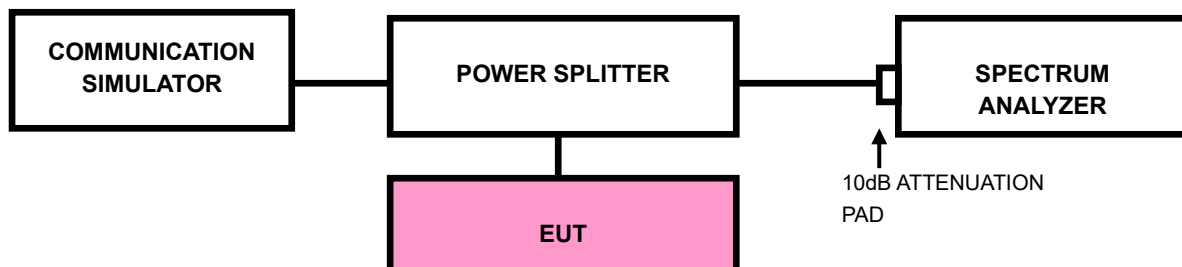 COMMUNICATION
SIMULATOR
POWER SPLITTER
SPECTRUM
ANALYZER
10dB ATTENUATION
PAD
EUT